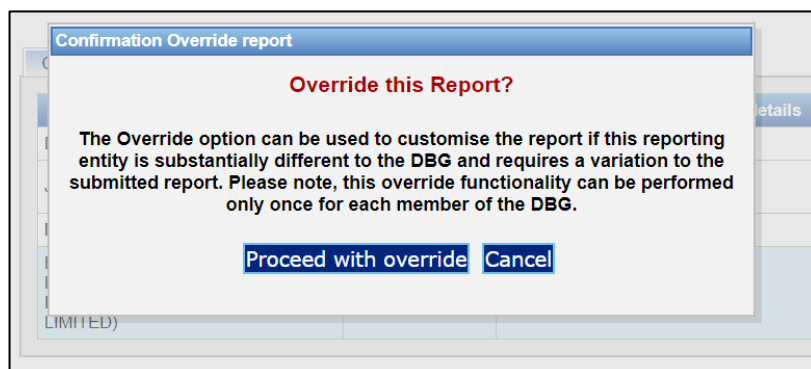 Confirmation Override report
Override this Report?
etails
The Override option can be used to customise the report if this reporting
entity is substantially different to the DBG and requires a variation to the
submitted report. Please note, this override functionality can be performed
only once for each member of the DBG.
Proceed with override Cancel
LIMITED)